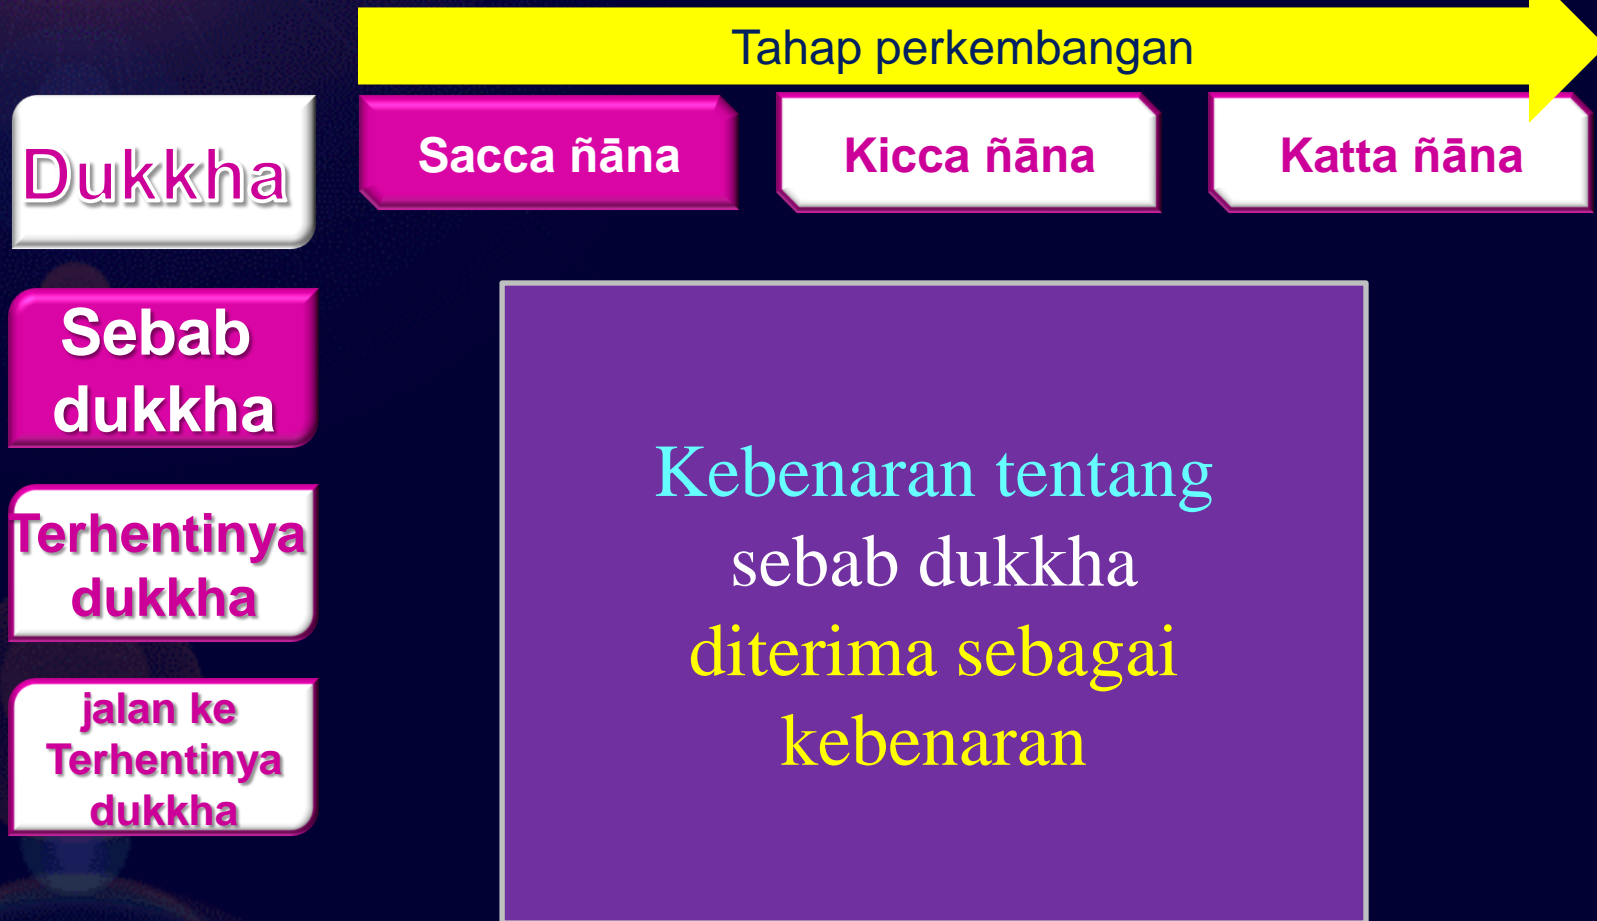 Tahap perkembangan
Sacca ñāna
Kicca ñāna
Katta ñāna
Dukkha
Sebab
dukkha
Terhentinya
dukkha
jalan ke
Terhentinya
dukkha
Kebenaran tentang
sebab dukkha
diterima sebagai
kebenaran